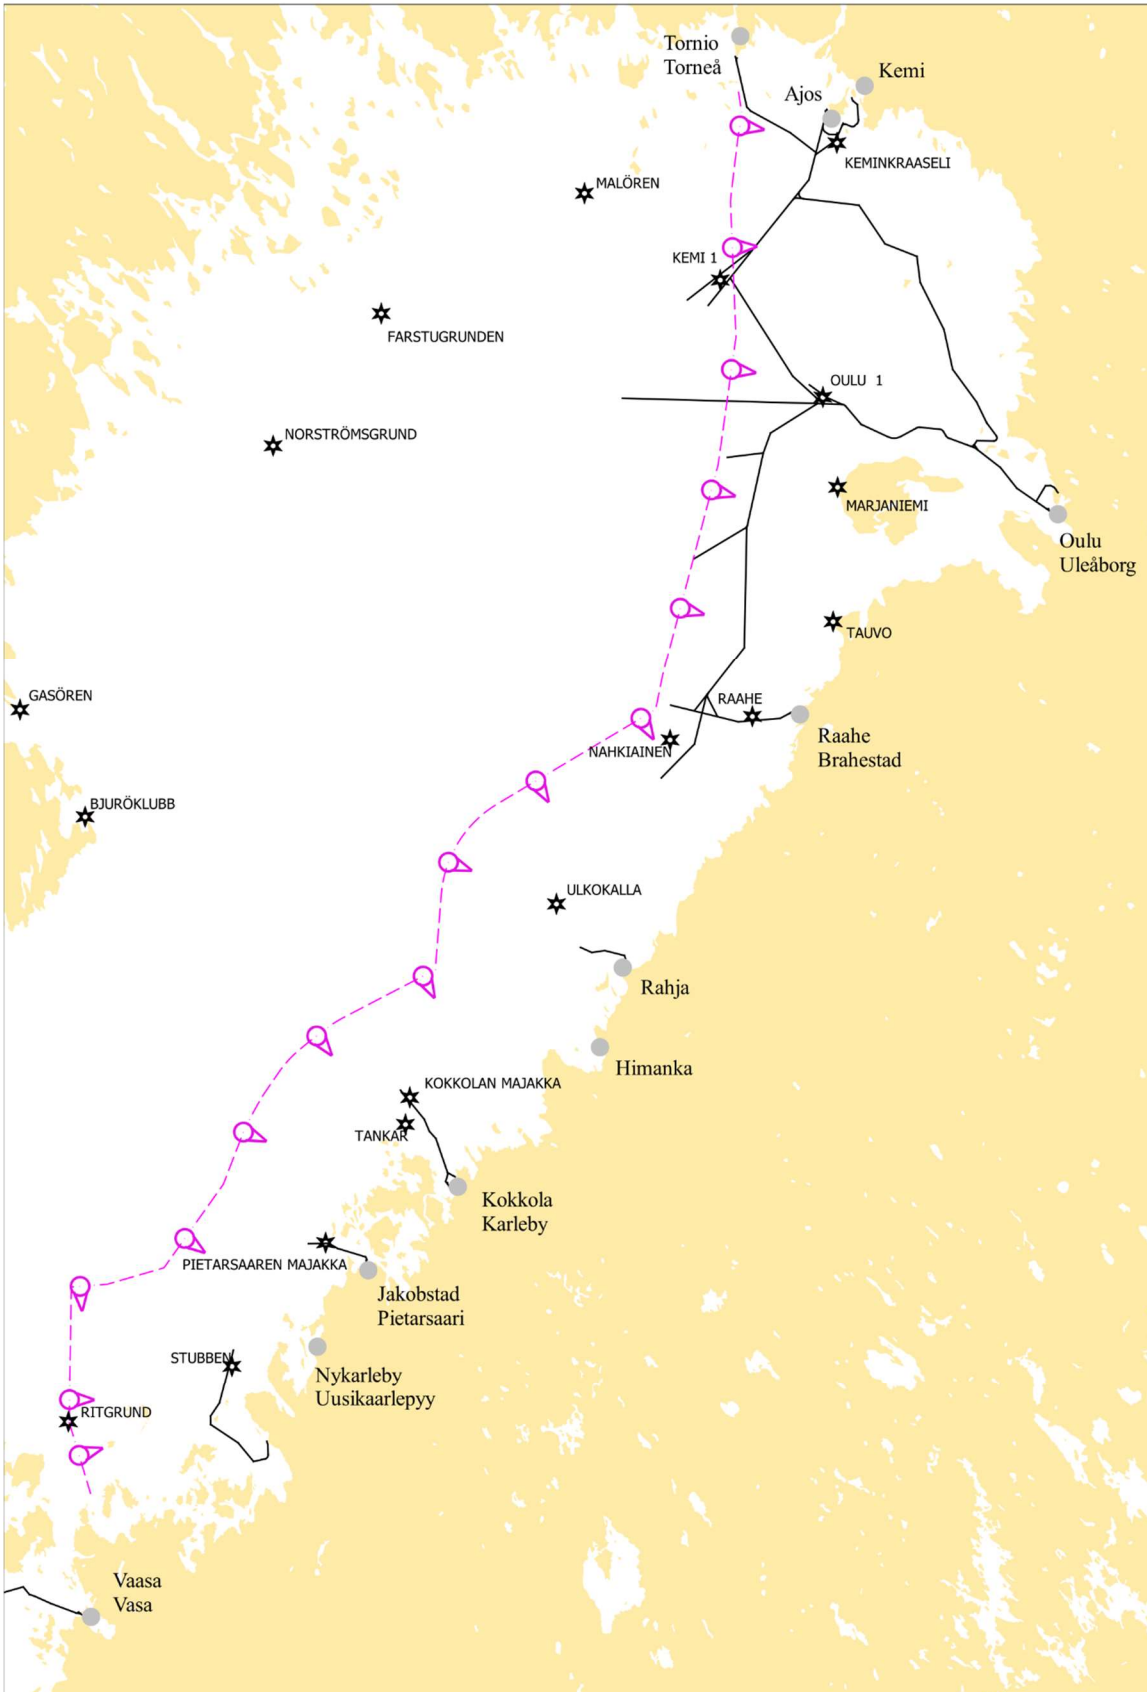 Tornio
Torneå
Kemi
Ajos
KEMINKRAASELI
MALÖREN
KEMI 1
FARSTUGRUNDEN
OULU 1
NORSTRÖMSGRUND
MARJANIEMI
Oulu
Uleåborg
TAUVO
GASÖREN
RAAHE
Raahe
Brahestad
NAHKIAINEN
BJURÖKLUBB
ULKOKALLA
Rahja
Himanka
KOKKOLAN MAJAKKA
TANKAR
Kokkola
Karleby
PIETARSAAREN MAJAKKA
Jakobstad
Pietarsaari
STUBBEN
Nykarleby
Uusikaarlepyy
RITGRUND
Vaasa
Vasa